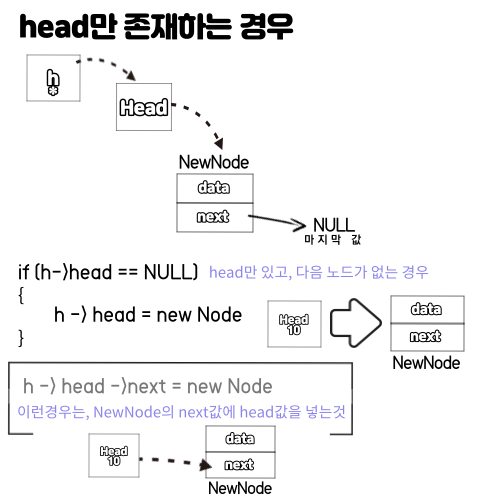 head만 존재하는 경우
h
*
Head
NewNode
data
next
NULL
마지막 값
if (h->head == NULL) head만 있고, 다음 노드가 없는 경우
{
h -> head = new Node
}
Head
10
data
next
NewNode
h -> head ->next = new Node
이런경우는, NewNode의 next값에 head값을 넣는것
Head
10
data
next
NewNode